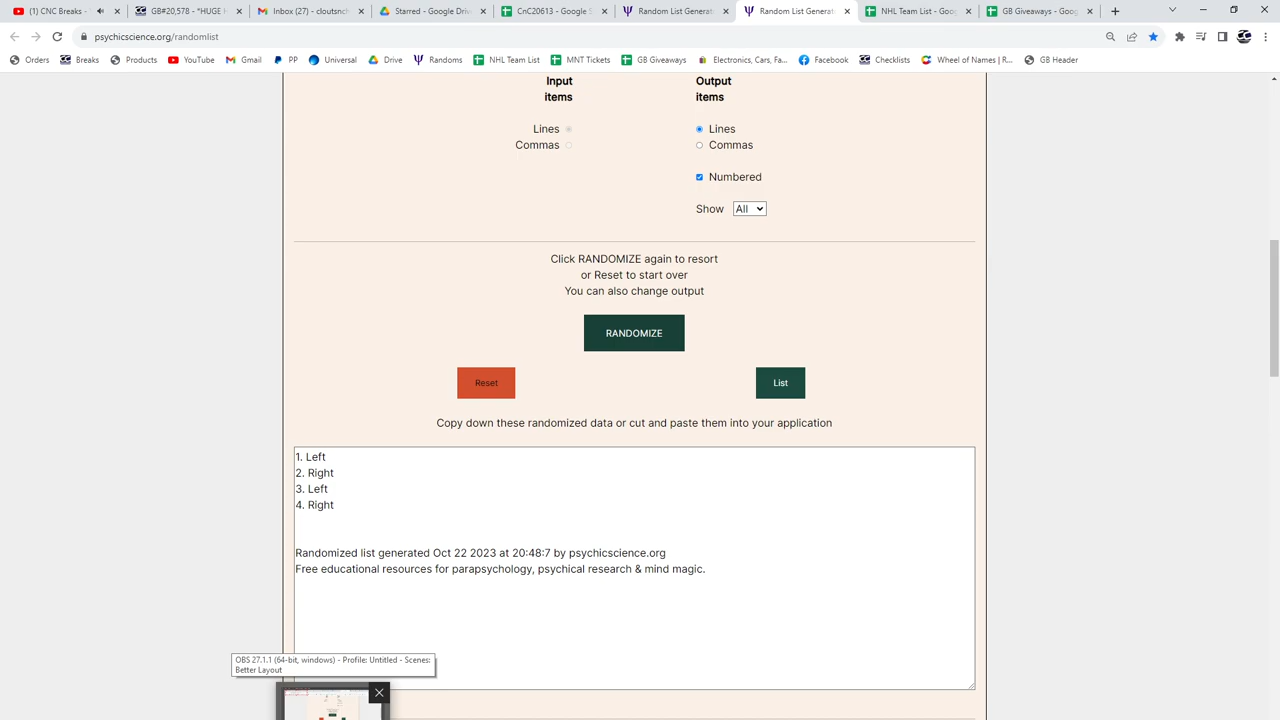 (1) CNC Breaks -
GB#20,578 - *HUGE H
Inbox (27) - cloutsnch
Starred - Google Drive
CnC20613 - Google S
Random List Generat
Random List Generat
NHL Team List - Goog
GB Giveaways - Goog
psychicscience.org/randomlist
Orders
Breaks
Products
YouTube
Gmail
PP
Universal
Drive
Randoms
NHL Team List
MNT Tickets
GB Giveaways
Electronics, Cars, Fa...
Facebook
Checklists
Wheel of Names | R...
GB Header
Input
items
Output
items
Lines
Commas
Lines
Commas
Numbered
Show All
Click RANDOMIZE again to resort
or Reset to start over
You can also change output
RANDOMIZE
Reset
List
Copy down these randomized data or cut and paste them into your application
1. Left
2. Right
3. Left
4. Right
Randomized list generated Oct 22 2023 at 20:48:7 by psychicscience.org
Free educational resources for parapsychology, psychical research & mind magic.
OBS 27.1.1 (64-bit, windows) - Profile: Untitled - Scenes:
Better Layout